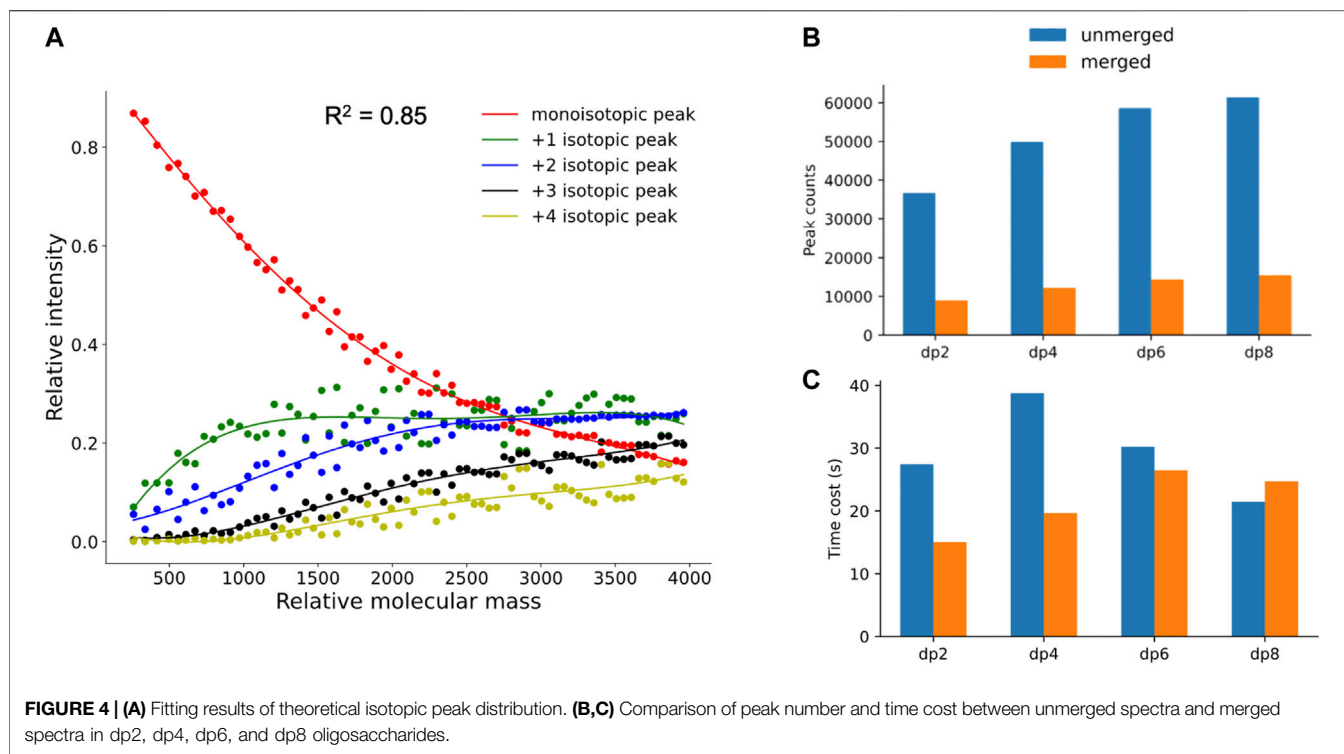 A
R² = 0.85
monoisotopic peak
+1 isotopic peak
+2 isotopic peak
+3 isotopic peak
+4 isotopic peak
Relative intensity
0.8
0.6
0.4
0.2
0.0
500 1000 1500 2000 2500 3000 3500 4000
Relative molecular mass
B
unmerged
merged
Peak counts
60000
50000
40000
30000
20000
10000
0
dp2 dp4 dp6 dp8
C
Time cost (s)
40
30
20
10
0
dp2 dp4 dp6 dp8
FIGURE 4 | (A) Fitting results of theoretical isotopic peak distribution. (B,C) Comparison of peak number and time cost between unmerged spectra and merged
spectra in dp2, dp4, dp6, and dp8 oligosaccharides.